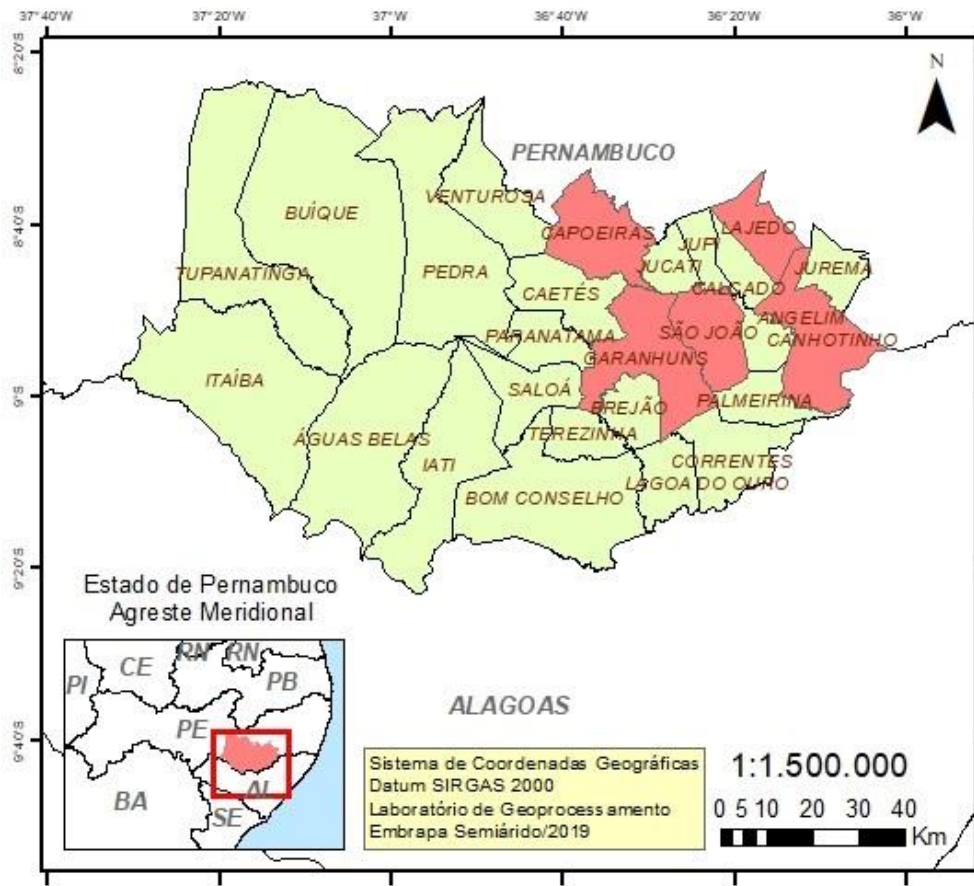 37°40'W 37°20'W 37°W 36°40'W 36°20'W 36°W
8°20'S
8°40'S
9°S
9°20'S
9°40'S
N
PERNAMBUCO
VENTUROSA
BUÍQUE
CAPOEIRAS
LAJEDO
JUPI
JUCATI
JUREMA
TUPANATINGA
PEDRA
CALÇADO
CAETÉS
ANGELIM
PARANATAMA
SÃO JOÃO
CANHOTINHO
GARANHUNS
ITAÍBA
SALOÁ
BREJÃO
PALMEIRINA
TEREZINHA
ÁGUAS BELAS
IATI
CORRENTES
LAGOA DO OURO
BOM CONSELHO
Estado de Pernambuco
Agreste Meridional
RN RN
CE
PI
PB
PE
AL
BA
SE
ALAGOAS
Sistema de Coordenadas Geográficas
Datum SIRGAS 2000
Laboratório de Geoprocessamento
Embrapa Semiárido/2019
1:1.500.000
0 5 10 20 30 40
Km